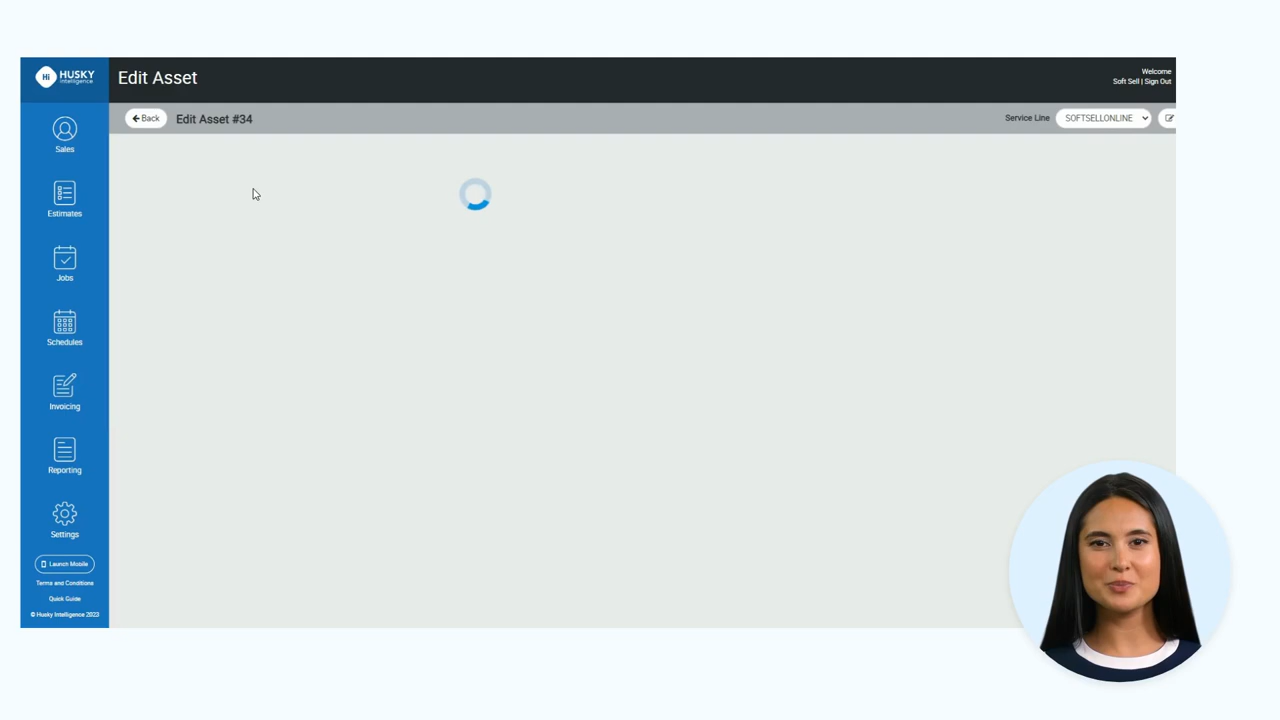 Hi HUSKY
intelligence
Edit Asset
Welcome
Soft Sell | Sign Out
Back
Edit Asset #34
Service Line
SOFTSELLONLINE
Sales
Estimates
Jobs
Schedules
Invoicing
Reporting
Settings
Launch Mobile
Terms and Conditions
Quick Guide
© Husky Intelligence 2023